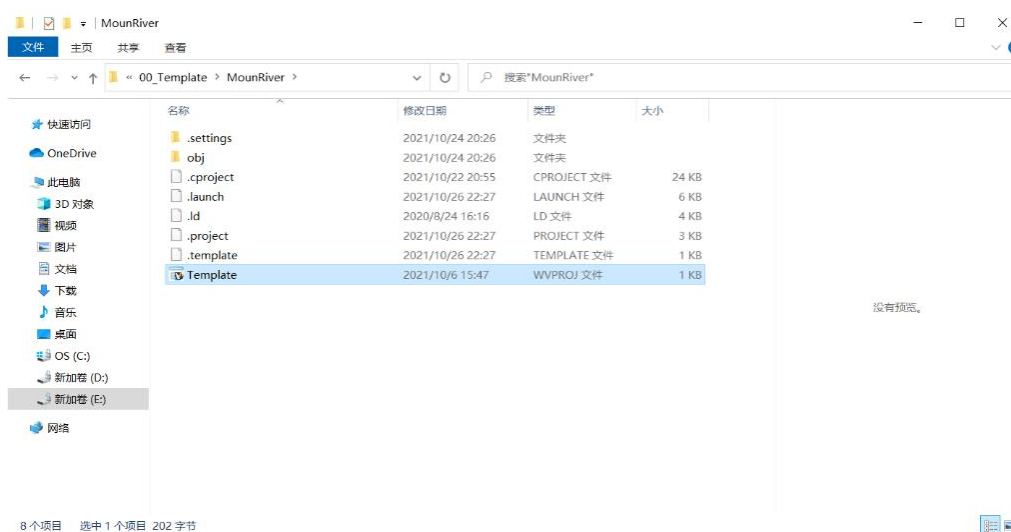 MounRiver
文件 主页 共享 查看
« 00_Template > MounRiver > 搜索"MounRiver"
名称 修改日期 类型 大小
快速访问
OneDrive
此电脑
3D 对象
视频
图片
文档
下载
音乐
桌面
OS (C:)
新加卷 (D:)
新加卷 (E:)
网络
.settings 2021/10/24 20:26 文件夹
obj 2021/10/24 20:26 文件夹
.cproject 2021/10/22 20:55 CPROJECT 文件 24 KB
.launch 2021/10/26 22:27 LAUNCH 文件 6 KB
.ld 2020/8/24 16:16 LD 文件 4 KB
.project 2021/10/26 22:27 PROJECT 文件 3 KB
.template 2021/10/26 22:27 TEMPLATE 文件 1 KB
Template 2021/10/6 15:47 WVPROJ 文件 1 KB
没有预览。
8 个项目 选中 1 个项目 202 字节